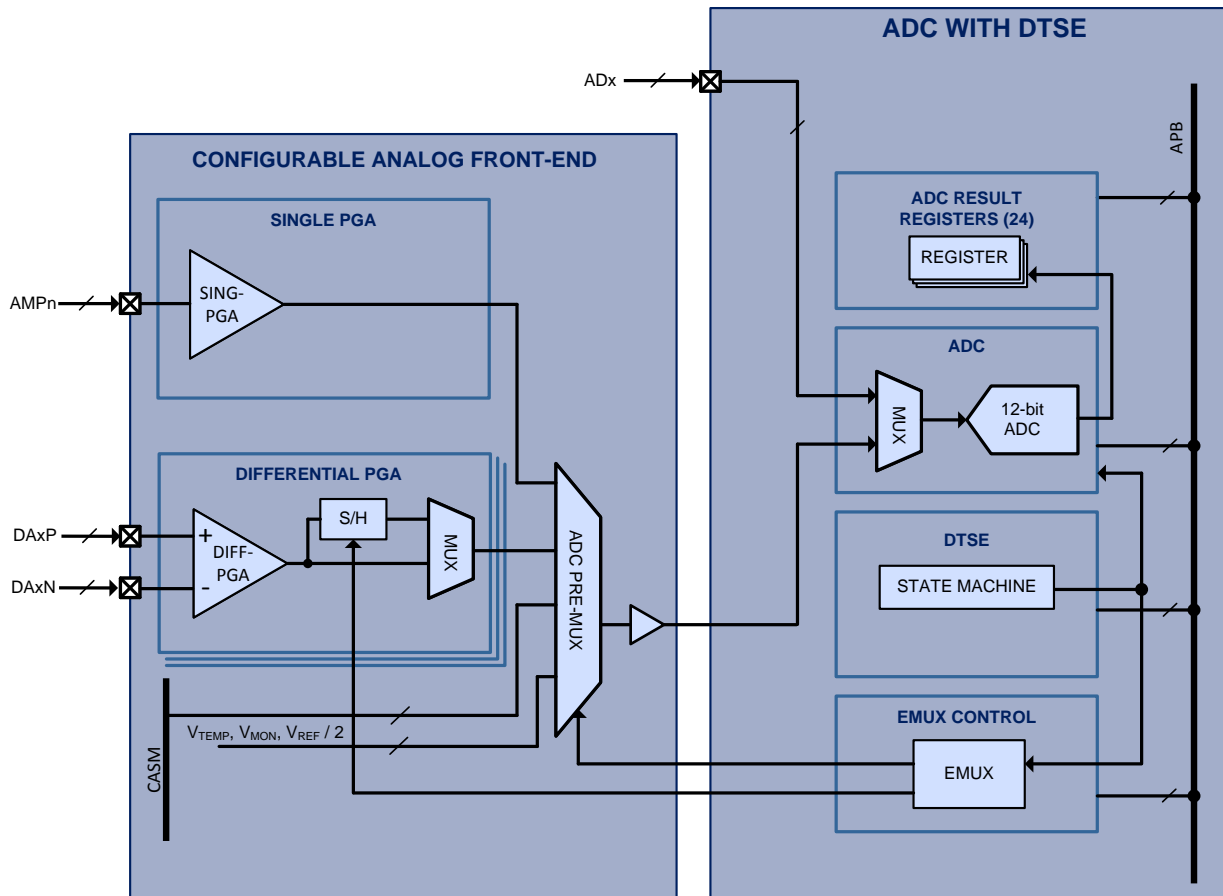 ADC WITH DTSE
ADx
APB
CONFIGURABLE ANALOG FRONT-END
SINGLE PGA
SING-
PGA
AMPn
ADC RESULT
REGISTERS (24)
REGISTER
ADC
MUX
12-bit
ADC
DIFFERENTIAL PGA
S/H
MUX
DAxP
+
DIFF-
PGA
-
DAxN
ADC PRE-MUX
DTSE
STATE MACHINE
CASM
VTEMP, VMON, VREF / 2
EMUX CONTROL
EMUX